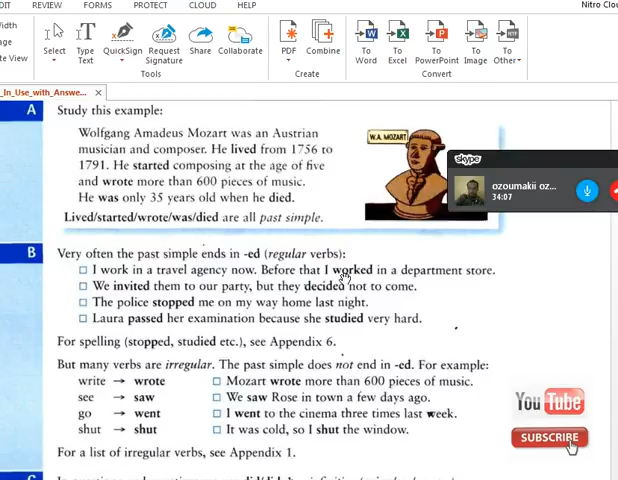 DIT REVIEW FORMS PROTECT CLOUD HELP Nitro Clou
Width
age
te View
Select
Type Text
QuickSign
Request Signature
Share
Collaborate
Tools
PDF
Combine
Create
To Word
To Excel
To PowerPoint
To Image
To Other
Convert
_In_Use_with_Answe...
A
Study this example:
Wolfgang Amadeus Mozart was an Austrian
musician and composer. He lived from 1756 to
1791. He started composing at the age of five
and wrote more than 600 pieces of music.
He was only 35 years old when he died.
Lived/started/wrote/was/died are all past simple.
W.A. MOZART
skype
ozoumakii oz...
34:07
B
Very often the past simple ends in -ed (regular verbs):
I work in a travel agency now. Before that I worked in a department store.
We invited them to our party, but they decided not to come.
The police stopped me on my way home last night.
Laura passed her examination because she studied very hard.
For spelling (stopped, studied etc.), see Appendix 6.
But many verbs are irregular. The past simple does not end in -ed. For example:
write → wrote Mozart wrote more than 600 pieces of music.
see → saw We saw Rose in town a few days ago.
go → went I went to the cinema three times last week.
shut → shut It was cold, so I shut the window.
For a list of irregular verbs, see Appendix 1.
YouTube
SUBSCRIBE